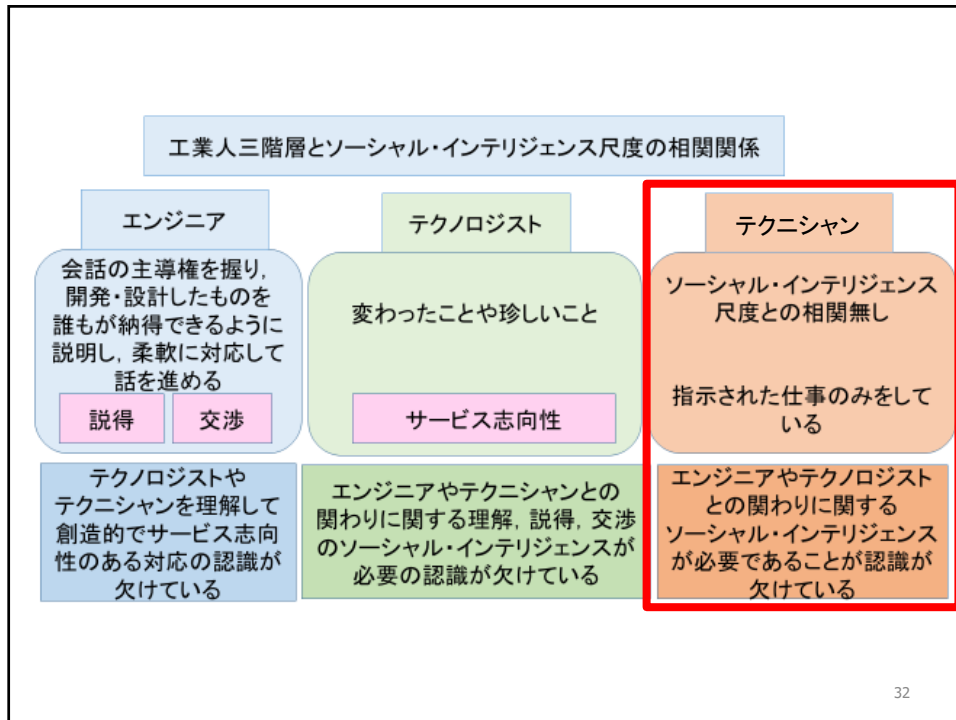 工業人三階層とソーシャル・インテリジェンス尺度の相関関係
エンジニア
会話の主導権を握り,
開発・設計したものを
誰もが納得できるように
説明し, 柔軟に対応して
話を進める
説得
交渉
テクノロジストや
テクニシャンを理解して
創造的でサービス志向
性のある対応の認識が
欠けている
テクノロジスト
変わったことや珍しいこと
サービス志向性
エンジニアやテクニシャンとの
関わりに関する理解, 説得, 交渉
のソーシャル・インテリジェンスが
必要の認識が欠けている
テクニシャン
ソーシャル・インテリジェンス
尺度との相関無し
指示された仕事のみをして
いる
エンジニアやテクノロジスト
との関わりに関する
ソーシャル・インテリジェンス
が必要であることが認識が
欠けている
32